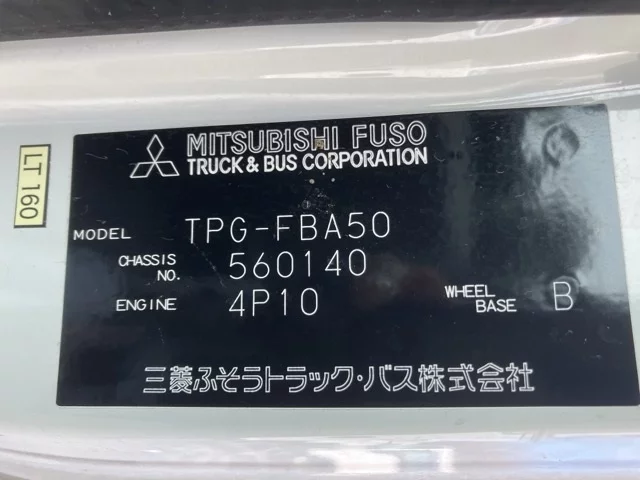 MITSUBISHI FUSO
TRUCK & BUS CORPORATION
LT 160
MODEL TPG-FBA50
CHASSIS NO. 560140
ENGINE 4P10 WHEEL BASE B
三菱ふそうトラック・バス株式会社